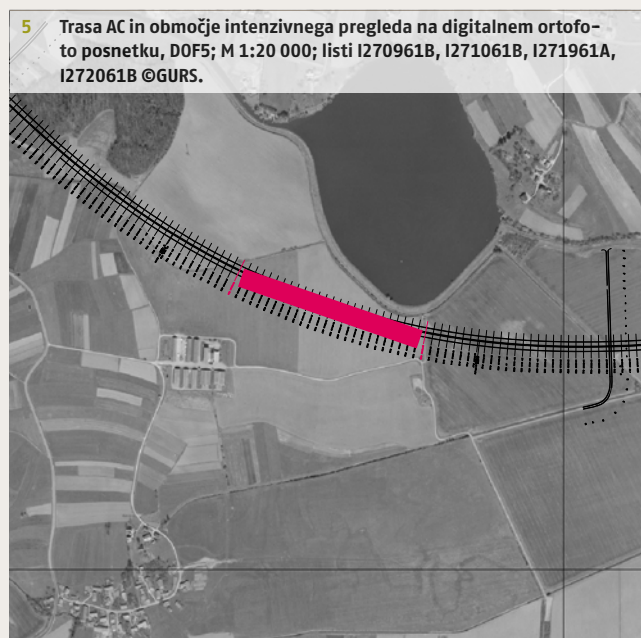 5 Trasa AC in območje intenzivnega pregleda na digitalnem ortofo-
to posnetku, DOF5; M 1:20 000; listi I270961B, I271061B, I271961A,
I272061B ©GURS.